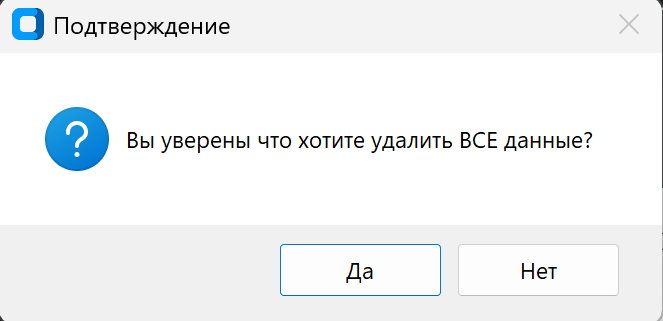 Подтверждение
Вы уверены что хотите удалить ВСЕ данные?
Да
Нет